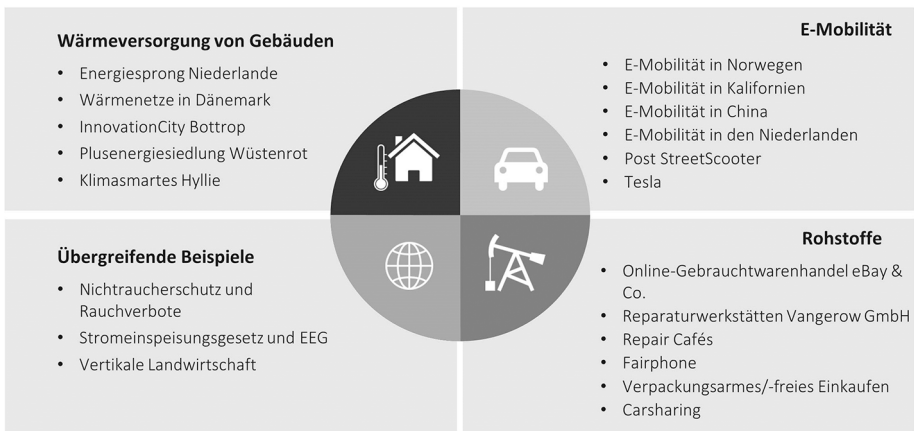 Wärmeversorgung von Gebäuden
• Energiesprong Niederlande
• Wärmenetze in Dänemark
• InnovationCity Bottrop
• Plusenergiesiedlung Wüstenrot
• Klimasmartes Hyllie
E-Mobilität
• E-Mobilität in Norwegen
• E-Mobilität in Kalifornien
• E-Mobilität in China
• E-Mobilität in den Niederlanden
• Post StreetScooter
• Tesla
Übergreifende Beispiele
• Nichtraucherschutz und
Rauchverbote
• Stromeinspeisungsgesetz und EEG
• Vertikale Landwirtschaft
Rohstoffe
• Online-Gebrauchtwarenhandel eBay &
Co.
• Reparaturwerkstätten Vangerow GmbH
• Repair Cafés
• Fairphone
• Verpackungsarmes/-freies Einkaufen
• Carsharing